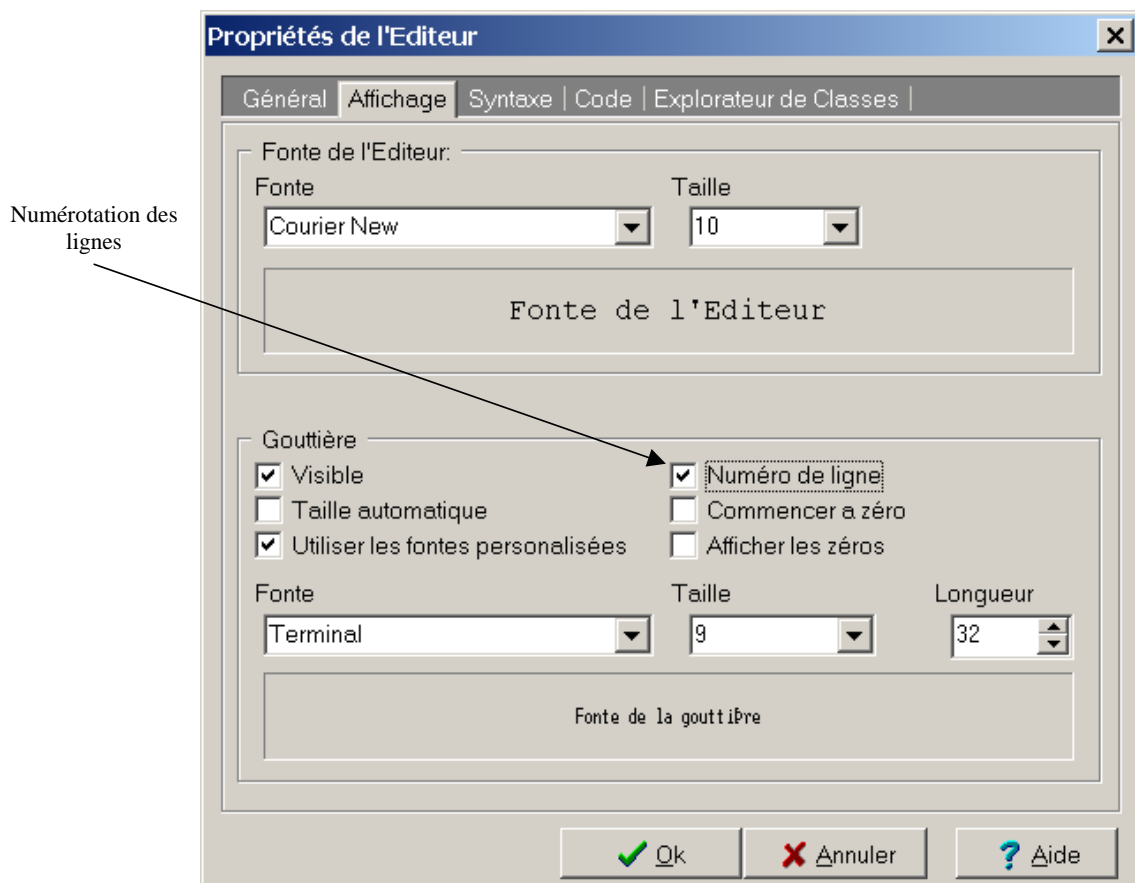 Propriétés de l'Editeur
Général Affichage Syntaxe | Code | Explorateur de Classes |
Fonte de l'Editeur:
Fonte Taille
Numérotation des
lignes
Courier New 10
Fonte de l'Editeur
Gouttière
Visible Numéro de ligne
Taille automatique Commencer a zéro
Utiliser les fontes personalisées Afficher les zéros
Fonte Taille Longueur
Terminal 9 32
Fonte de la gouttiÞre
Ok Annuler ? Aide